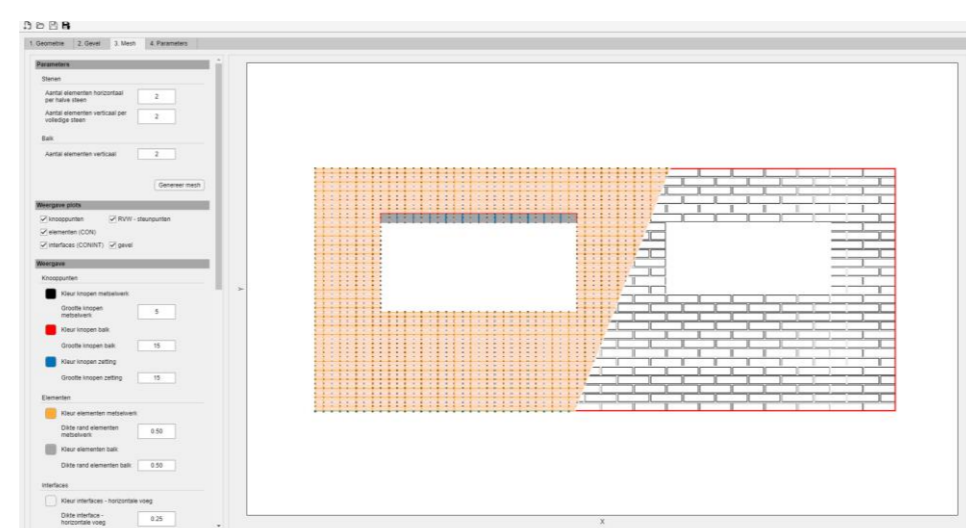 1. Geometrie 2. Gevel 3. Mesh 4. Parameters
Parameters
Stenen
Aantal elementen horizontaal
per halve steen 2
Aantal elementen verticaal per
volledige steen 2
Balk
Aantal elementen verticaal 2
Genereer mesh
Weergave plots
knooppunten RVW - steunpunten
elementen (CON)
interfaces (CONINT) gevel
Weergave
Knooppunten
Kleur knopen metselwerk
Grootte knopen
metselwerk 5
Kleur knopen balk
Grootte knopen balk 15
Kleur knopen zetting
Grootte knopen zetting 15
Elementen
Kleur elementen metselwerk
Dikte rand elementen
metselwerk 0.50
Kleur elementen balk
Dikte rand elementen balk 0.50
Interfaces
Kleur interfaces - horizontale voeg
Dikte interface -
horizontale voeg 0.25
Y
X